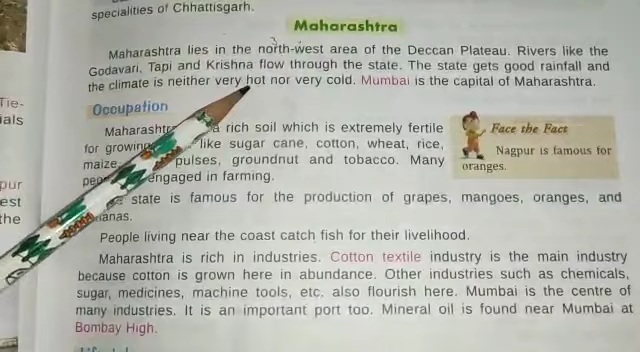 specialities of Chhattisgarh.
Maharashtra
Maharashtra lies in the north-west area of the Deccan Plateau. Rivers like the
Godavari, Tapi and Krishna flow through the state. The state gets good rainfall and
the climate is neither very hot nor very cold. Mumbai is the capital of Maharashtra.
Tie-
ials
Occupation
a rich soil which is extremely fertile
for growing like sugar cane, cotton, wheat, rice,
maize, pulses, groundnut and tobacco. Many
engaged in farming.
Face the Fact
Nagpur is famous for
oranges.
pur
est
the
state is famous for the production of grapes, mangoes, oranges, and
People living near the coast catch fish for their livelihood.
Maharashtra is rich in industries. Cotton textile industry is the main industry
because cotton is grown here in abundance. Other industries such as chemicals,
sugar, medicines, machine tools, etc. also flourish here. Mumbai is the centre of
many industries. It is an important port too. Mineral oil is found near Mumbai at
Bombay High.